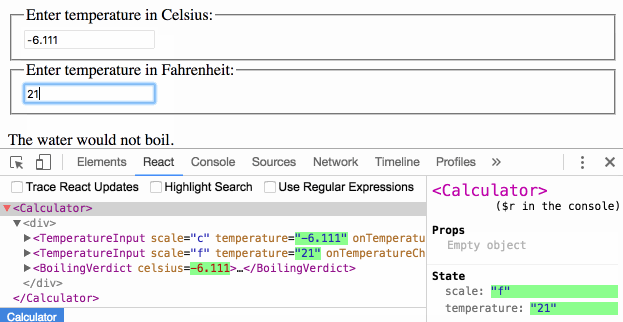 Enter temperature in Celsius:
-6.111
Enter temperature in Fahrenheit:
21
The water would not boil.
Elements React Console Sources Network Timeline Profiles »
Trace React Updates Highlight Search Use Regular Expressions
<Calculator>
<div>
<TemperatureInput scale="c" temperature="-6.111" onTemperatu
<TemperatureInput scale="f" temperature="21" onTemperatureCh
<BoilingVerdict celsius=-6.111>…</BoilingVerdict>
</div>
</Calculator>
Calculator
<Calculator>
($r in the console)
Props
Empty object
State
scale: "f"
temperature: "21"